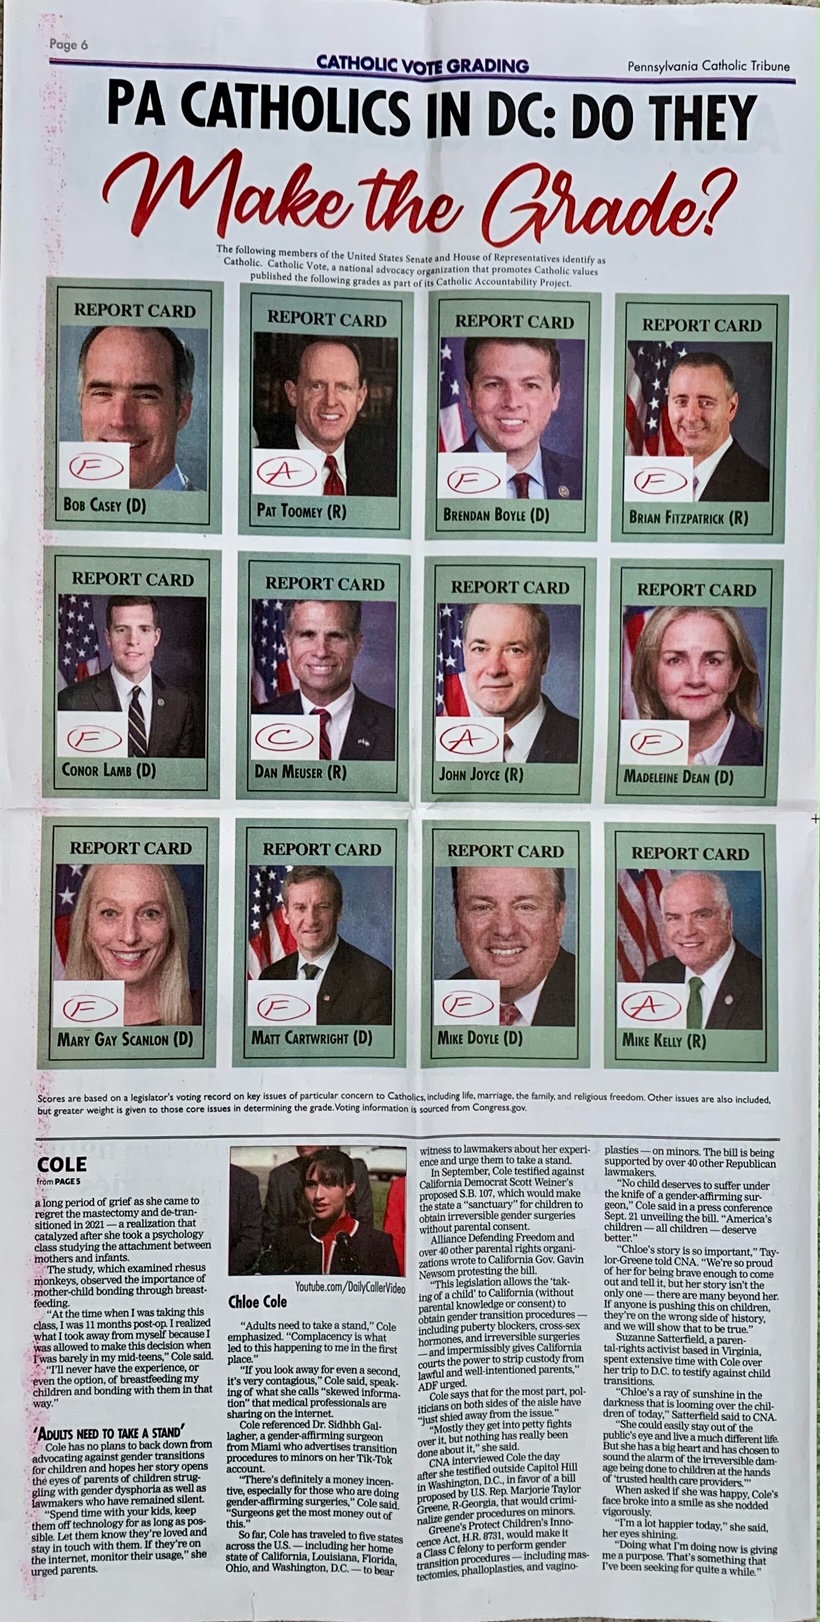 Page 6
CATHOLIC VOTE GRADING
Pennsylvania Catholic Tribune
PA CATHOLICS IN DC: DO THEY
Make the Grade?
The following members of the United States Senate and House of Representatives identify as
Catholic. Catholic Vote, a national advocacy organization that promotes Catholic values
published the following grades as part of its Catholic Accountability Project.
REPORT CARD
F
BOB CASEY (D)
REPORT CARD
A
PAT TOOMEY (R)
REPORT CARD
F
BRENDAN BOYLE (D)
REPORT CARD
F
BRIAN FITZPATRICK (R)
REPORT CARD
F
CONOR LAMB (D)
REPORT CARD
C
DAN MEUSER (R)
REPORT CARD
A
JOHN JOYCE (R)
REPORT CARD
F
MADELEINE DEAN (D)
REPORT CARD
F
MARY GAY SCANLON (D)
REPORT CARD
F
MATT CARTWRIGHT (D)
REPORT CARD
F
MIKE DOYLE (D)
REPORT CARD
A
MIKE KELLY (R)
Scores are based on a legislator's voting record on key issues of particular concern to Catholics, including life, marriage, the family, and religious freedom. Other issues are also included,
but greater weight is given to those core issues in determining the grade. Voting information is sourced from Congress.gov.
COLE
from PAGE 5
a long period of grief as she came to
regret the mastectomy and de-tran-
sitioned in 2021 — a realization that
catalyzed after she took a psychology
class studying the attachment between
mothers and infants.
The study, which examined rhesus
monkeys, observed the importance of
mother-child bonding through breast-
feeding.
"At the time when I was taking this
class, I was 11 months post-op. I realized
what I took away from myself because I
was allowed to make this decision when
I was barely in my mid-teens," Cole said.
"I'll never have the experience, or
even the option, of breastfeeding my
children and bonding with them in that
way."
'ADULTS NEED TO TAKE A STAND'
Cole has no plans to back down from
advocating against gender transitions
for children and hopes her story opens
the eyes of parents of children strug-
gling with gender dysphoria as well as
lawmakers who have remained silent.
"Spend time with your kids, keep
them off technology for as long as pos-
sible. Let them know they're loved and
stay in touch with them. If they're on
the internet, monitor their usage," she
urged parents.
Youtube.com/DailyCallerVideo
Chloe Cole
"Adults need to take a stand," Cole
emphasized. "Complacency is what
led to this happening to me in the first
place."
"If you look away for even a second,
it's very contagious," Cole said, speak-
ing of what she calls "skewed informa-
tion" that medical professionals are
sharing on the internet.
Cole referenced Dr. Sidhbh Gal-
lagher, a gender-affirming surgeon
from Miami who advertises transition
procedures to minors on her Tik-Tok
account.
"There's definitely a money incen-
tive, especially for those who are doing
gender-affirming surgeries," Cole said.
"Surgeons get the most money out of
this."
So far, Cole has traveled to five states
across the U.S. — including her home
state of California, Louisiana, Florida,
Ohio, and Washington, D.C. — to bear
witness to lawmakers about her experi-
ence and urge them to take a stand.
In September, Cole testified against
California Democrat Scott Weiner's
proposed S.B. 107, which would make
the state a "sanctuary" for children to
obtain irreversible gender surgeries
without parental consent.
Alliance Defending Freedom and
over 40 other parental rights organi-
zations wrote to California Gov. Gavin
Newsom protesting the bill.
"This legislation allows the 'tak-
ing of a child' to California (without
parental knowledge or consent) to
obtain gender transition procedures —
including puberty blockers, cross-sex
hormones, and irreversible surgeries
—and impermissibly gives California
courts the power to strip custody from
lawful and well-intentioned parents,"
ADF urged.
Cole says that for the most part, pol-
iticians on both sides of the aisle have
"just shied away from the issue."
"Mostly they get into petty fights
over it, but nothing has really been
done about it," she said.
CNA interviewed Cole the day
after she testified outside Capitol Hill
in Washington, D.C., in favor of a bill
proposed by U.S. Rep. Marjorie Taylor
Greene, R-Georgia, that would crimi-
nalize gender procedures on minors.
Greene's Protect Children's Inno-
cence Act, H.R. 8731, would make it
a Class C felony to perform gender
transition procedures — including mas-
tectomies, phalloplasties, and vagino-
plasties — on minors. The bill is being
supported by over 40 other Republican
lawmakers.
"No child deserves to suffer under
the knife of a gender-affirming sur-
geon," Cole said in a press conference
Sept. 21 unveiling the bill. "America's
children — all children — deserve
better."
"Chloe's story is so important," Tay-
lor-Greene told CNA. "We're so proud
of her for being brave enough to come
out and tell it, but her story isn't the
only one — there are many beyond her.
If anyone is pushing this on children,
they're on the wrong side of history,
and we will show that to be true."
Suzanne Satterfield, a paren-
tal-rights activist based in Virginia,
spent extensive time with Cole over
her trip to D.C. to testify against child
transitions.
"Chloe's a ray of sunshine in the
darkness that is looming over the chil-
dren of today," Satterfield said to CNA.
"She could easily stay out of the
public's eye and live a much different life.
But she has a big heart and has chosen to
sound the alarm of the irreversible dam-
age being done to children at the hands
of 'trusted health care providers.'"
When asked if she was happy, Cole's
face broke into a smile as she nodded
vigorously.
"I'm a lot happier today," she said,
her eyes shining.
"Doing what I'm doing now is giving
me a purpose. That's something that
I've been seeking for quite a while."